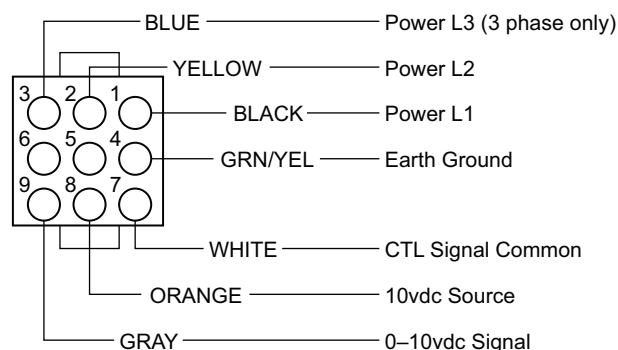 BLUE Power L3 (3 phase only)
YELLOW Power L2
3 2 1
BLACK Power L1
6 5 4
GRN/YEL Earth Ground
9 8 7
WHITE CTL Signal Common
ORANGE 10vdc Source
GRAY 0–10vdc Signal